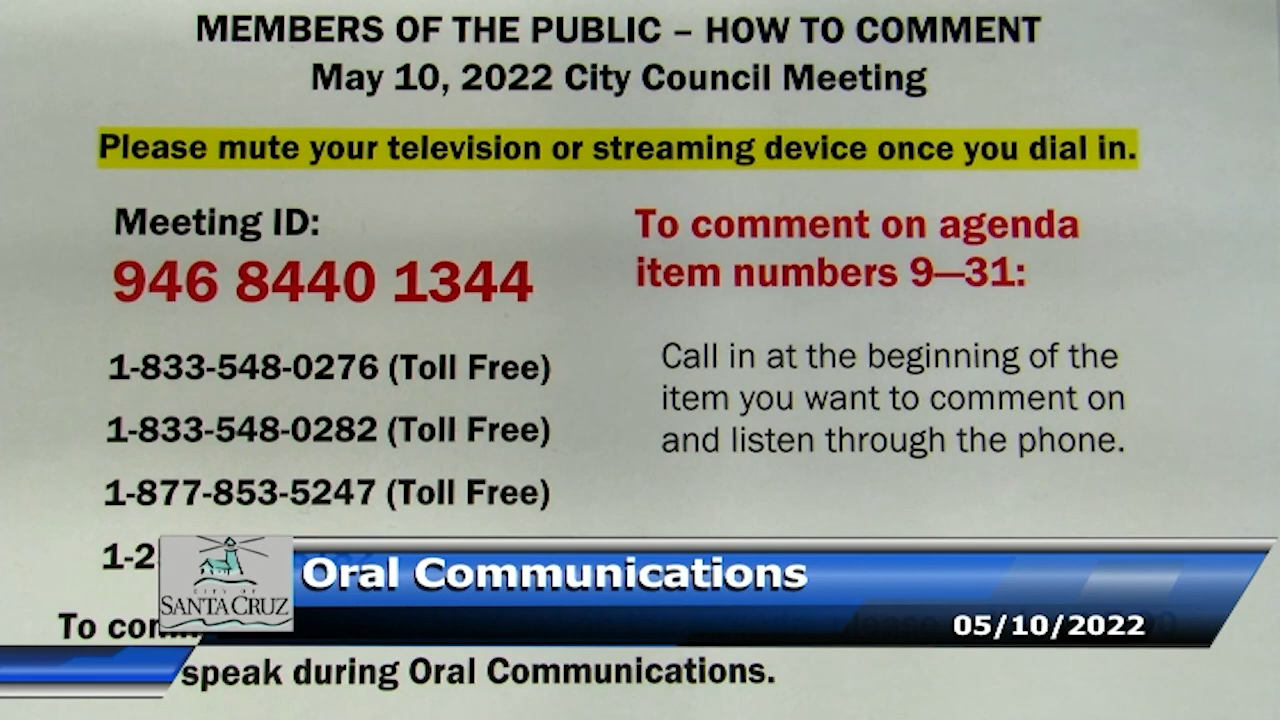 MEMBERS OF THE PUBLIC – HOW TO COMMENT
May 10, 2022 City Council Meeting
Please mute your television or streaming device once you dial in.
Meeting ID:
946 8440 1344
1-833-548-0276 (Toll Free)
1-833-548-0282 (Toll Free)
1-877-853-5247 (Toll Free)
1-2
To comment on agenda
item numbers 9—31:
Call in at the beginning of the
item you want to comment on
and listen through the phone.
CITY OF
SANTA CRUZ
Oral Communications
05/10/2022
To
speak during Oral Communications.